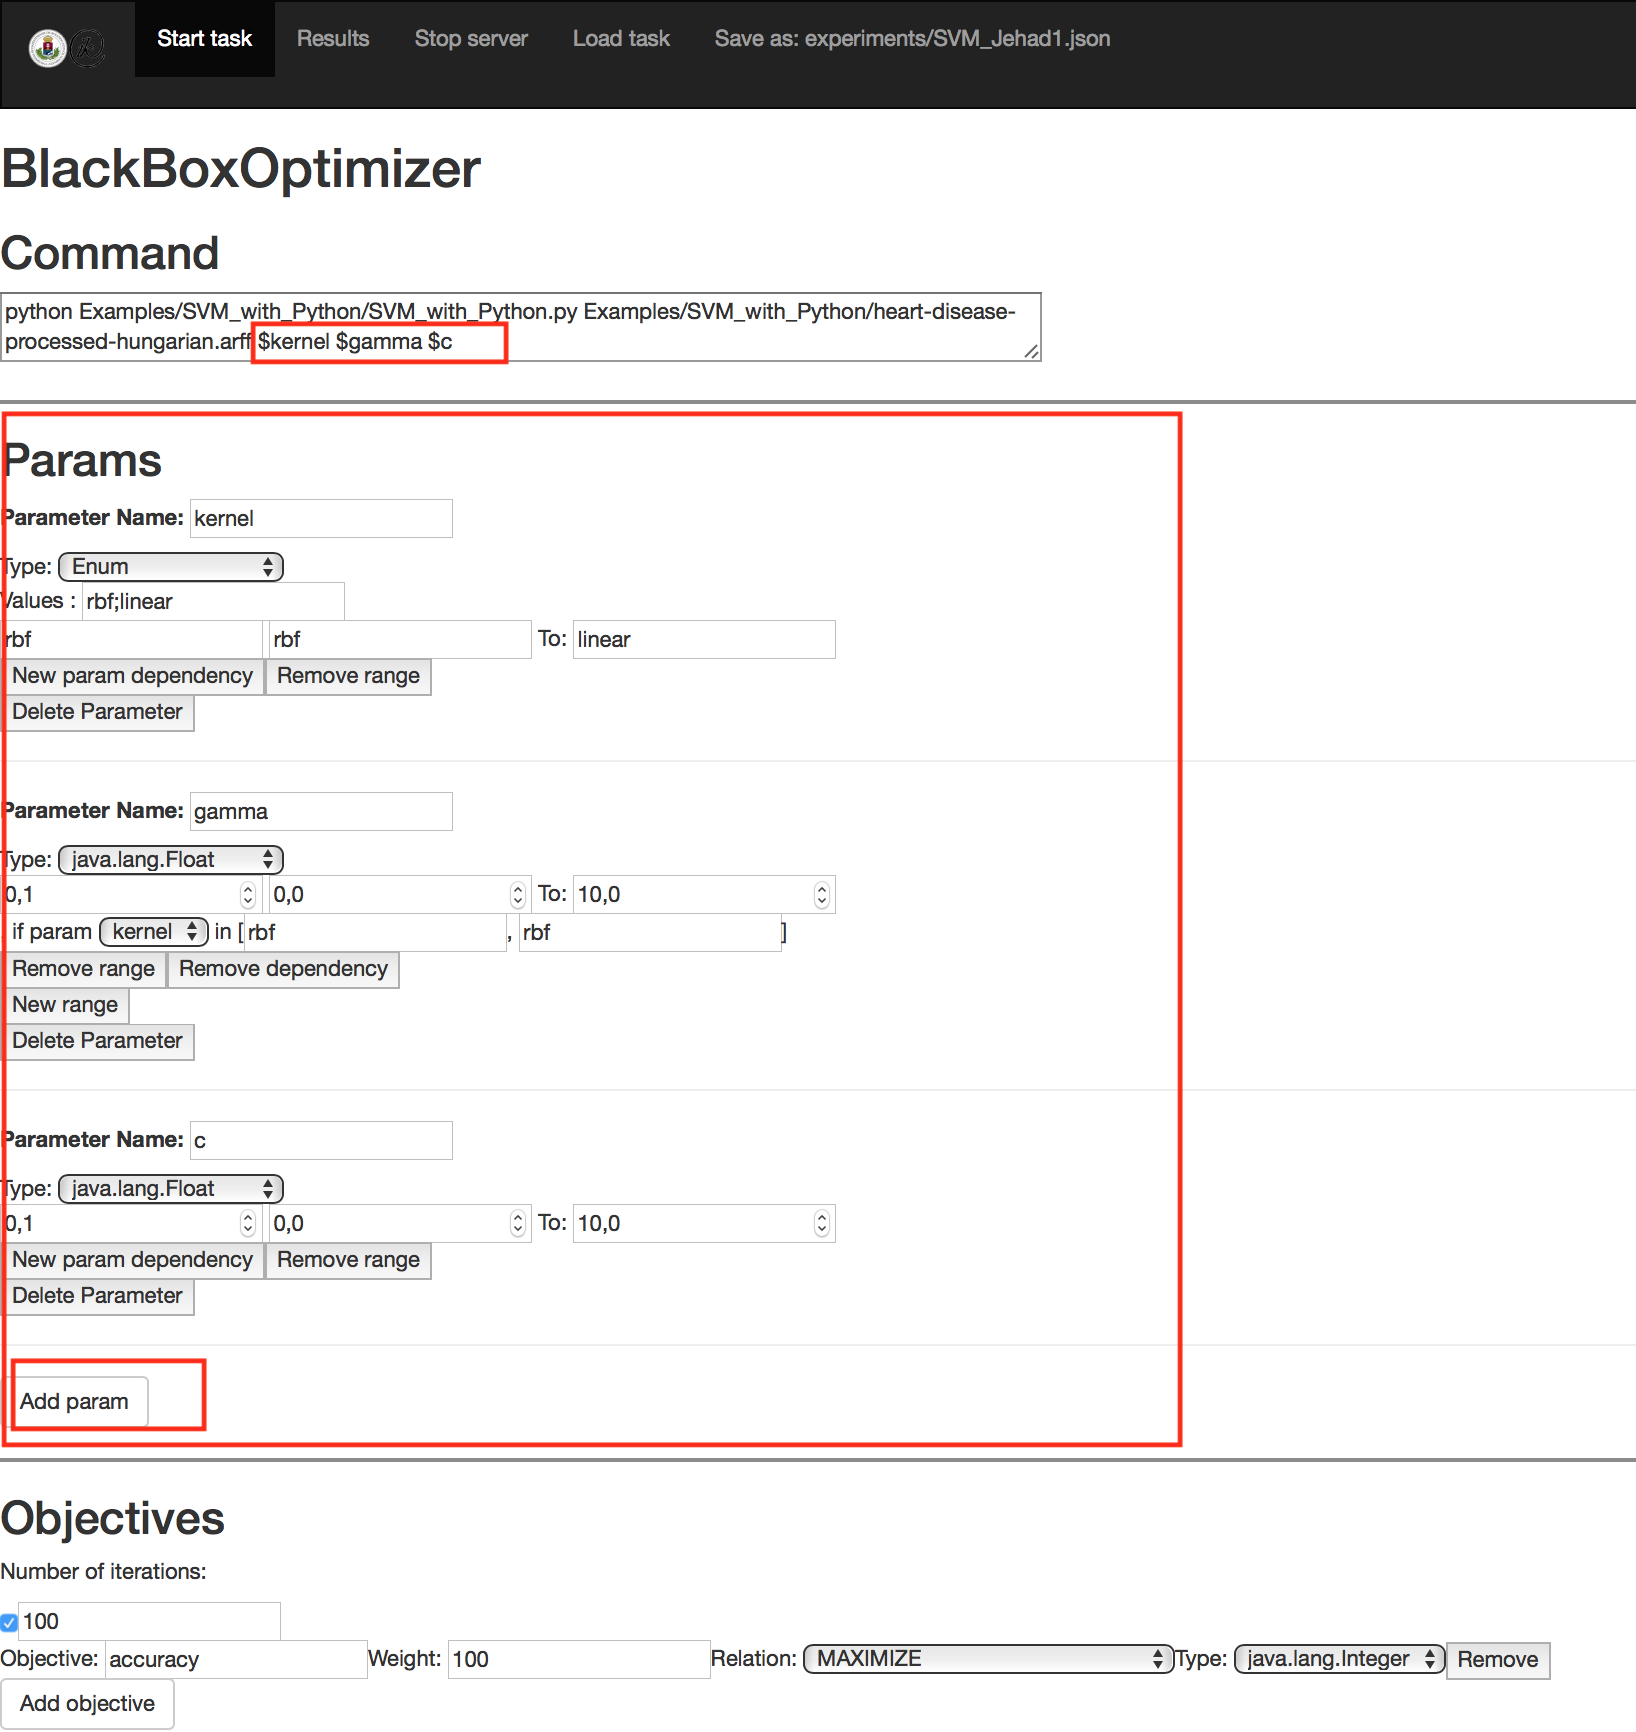 Start task Results Stop server Load task Save as: experiments/SVM_Jehad1.json
BlackBoxOptimizer
Command
python Examples/SVM_with_Python/SVM_with_Python.py Examples/SVM_with_Python/heart-disease-
processed-hungarian.arff $kernel $gamma $c
Params
Parameter Name: kernel
Type: Enum
Values : rbf;linear
rbf rbf To: linear
New param dependency Remove range
Delete Parameter
Parameter Name: gamma
Type: java.lang.Float
0,1 0,0 To: 10,0
, if param kernel in [ rbf , rbf ]
Remove range Remove dependency
New range
Delete Parameter
Parameter Name: c
Type: java.lang.Float
0,1 0,0 To: 10,0
New param dependency Remove range
Delete Parameter
Add param
Objectives
Number of iterations:
100
Objective: accuracy Weight: 100 Relation: MAXIMIZE Type: java.lang.Integer Remove
Add objective